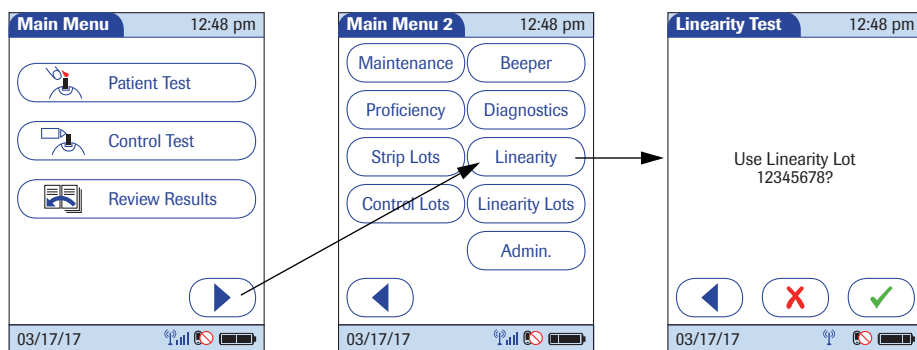 Main Menu 12:48 pm
Patient Test
Control Test
Review Results
03/17/17
Main Menu 2 12:48 pm
Maintenance Beeper
Proficiency Diagnostics
Strip Lots Linearity
Control Lots Linearity Lots
Admin.
03/17/17
Linearity Test 12:48 pm
Use Linearity Lot
12345678?
03/17/17